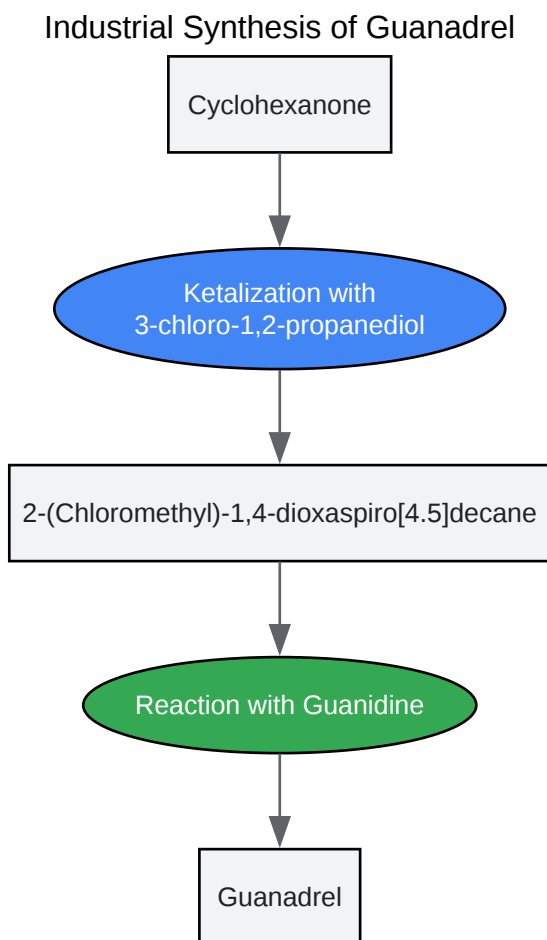 Industrial Synthesis of Guanadrel
Cyclohexanone
Ketalization with
3-chloro-1,2-propanediol
2-(Chloromethyl)-1,4-dioxaspiro[4.5]decane
Reaction with Guanidine
Guanadrel